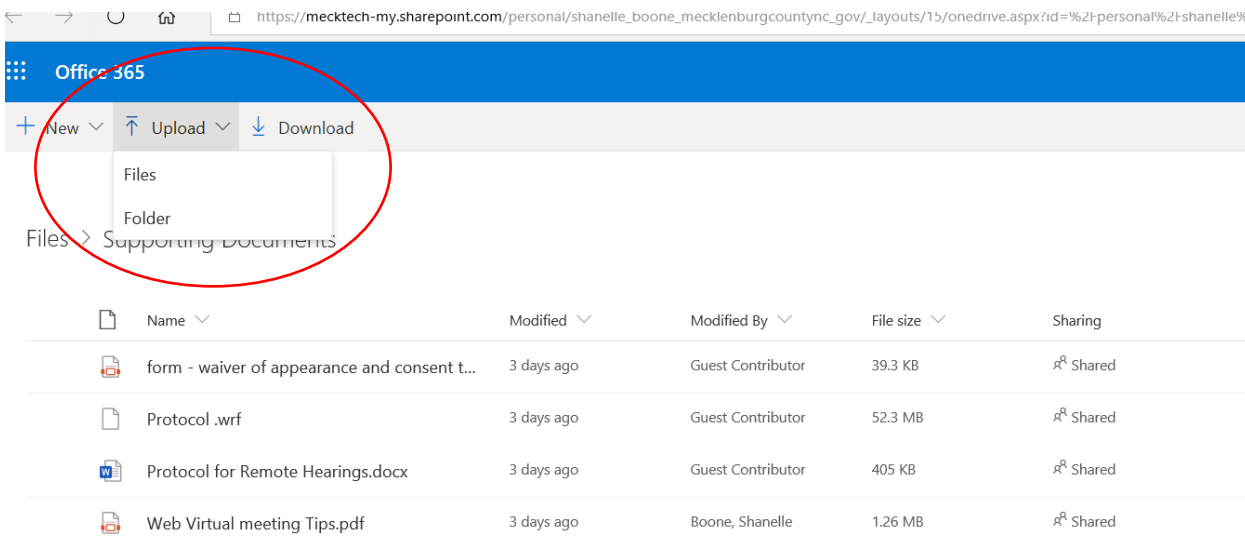 https://mecktech-my.sharepoint.com/personal/shanelle_boone_mecklenburgcountync_gov/_layouts/15/onedrive.aspx?id=%2Fpersonal%2Fshanelle%
Office 365
New Upload Download
Files
Folder
Files > Supporting Documents
Name Modified Modified By File size Sharing
form - waiver of appearance and consent t... 3 days ago Guest Contributor 39.3 KB Shared
Protocol .wrf 3 days ago Guest Contributor 52.3 MB Shared
W Protocol for Remote Hearings.docx 3 days ago Guest Contributor 405 KB Shared
Web Virtual meeting Tips.pdf 3 days ago Boone, Shanelle 1.26 MB Shared